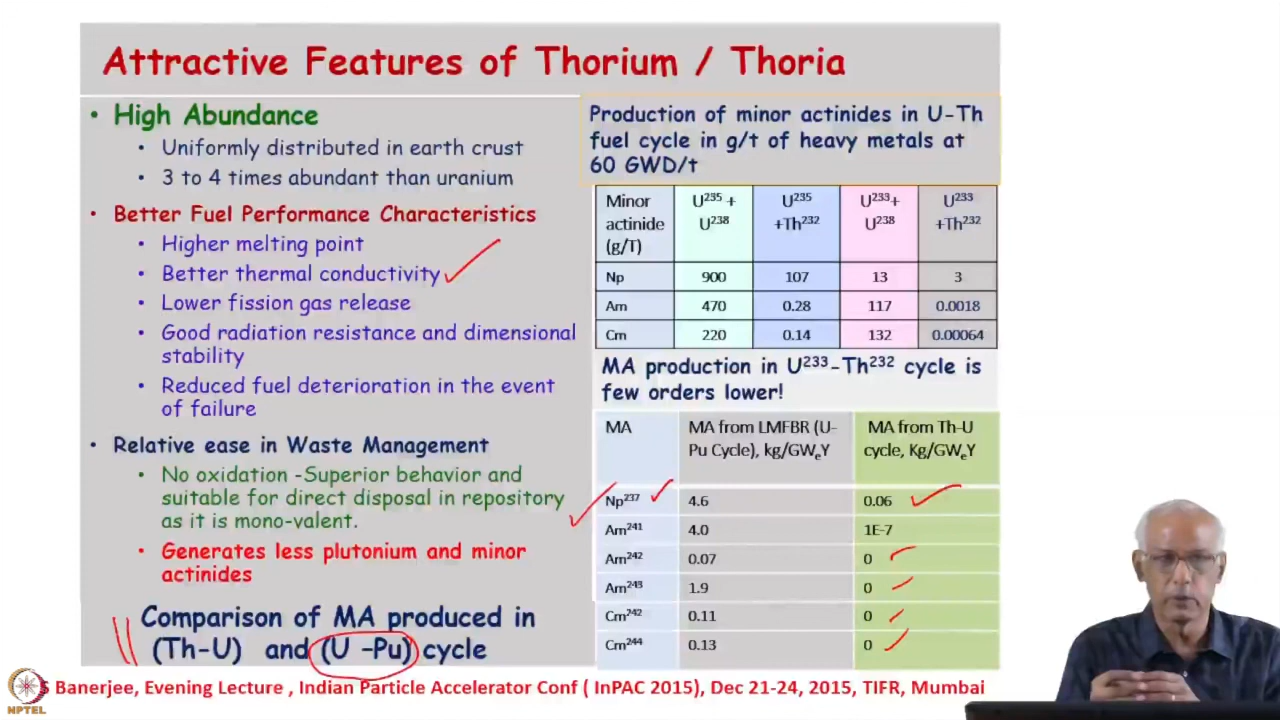 Attractive Features of Thorium / Thoria
• High Abundance
• Uniformly distributed in earth crust
• 3 to 4 times abundant than uranium
• Better Fuel Performance Characteristics
• Higher melting point
• Better thermal conductivity
• Lower fission gas release
• Good radiation resistance and dimensional
stability
• Reduced fuel deterioration in the event
of failure
• Relative ease in Waste Management
• No oxidation -Superior behavior and
suitable for direct disposal in repository
as it is mono-valent.
• Generates less plutonium and minor
actinides
Comparison of MA produced in
(Th-U) and (U -Pu) cycle
Production of minor actinides in U-Th
fuel cycle in g/t of heavy metals at
60 GWD/t
Minor actinide (g/T) U²³⁵ + U²³⁸ U²³⁵ +Th²³² U²³³+ U²³⁸ U²³³ +Th²³²
Np 900 107 13 3
Am 470 0.28 117 0.0018
Cm 220 0.14 132 0.00064
MA production in U²³³-Th²³² cycle is
few orders lower!
MA MA from LMFBR (U-Pu Cycle), kg/GWₑY MA from Th-U cycle, Kg/GWₑY
Np²³⁷ 4.6 0.06
Am²⁴¹ 4.0 1E-7
Am²⁴² 0.07 0
Am²⁴³ 1.9 0
Cm²⁴² 0.11 0
Cm²⁴⁴ 0.13 0
S Banerjee, Evening Lecture , Indian Particle Accelerator Conf ( InPAC 2015), Dec 21-24, 2015, TIFR, Mumbai
NPTEL